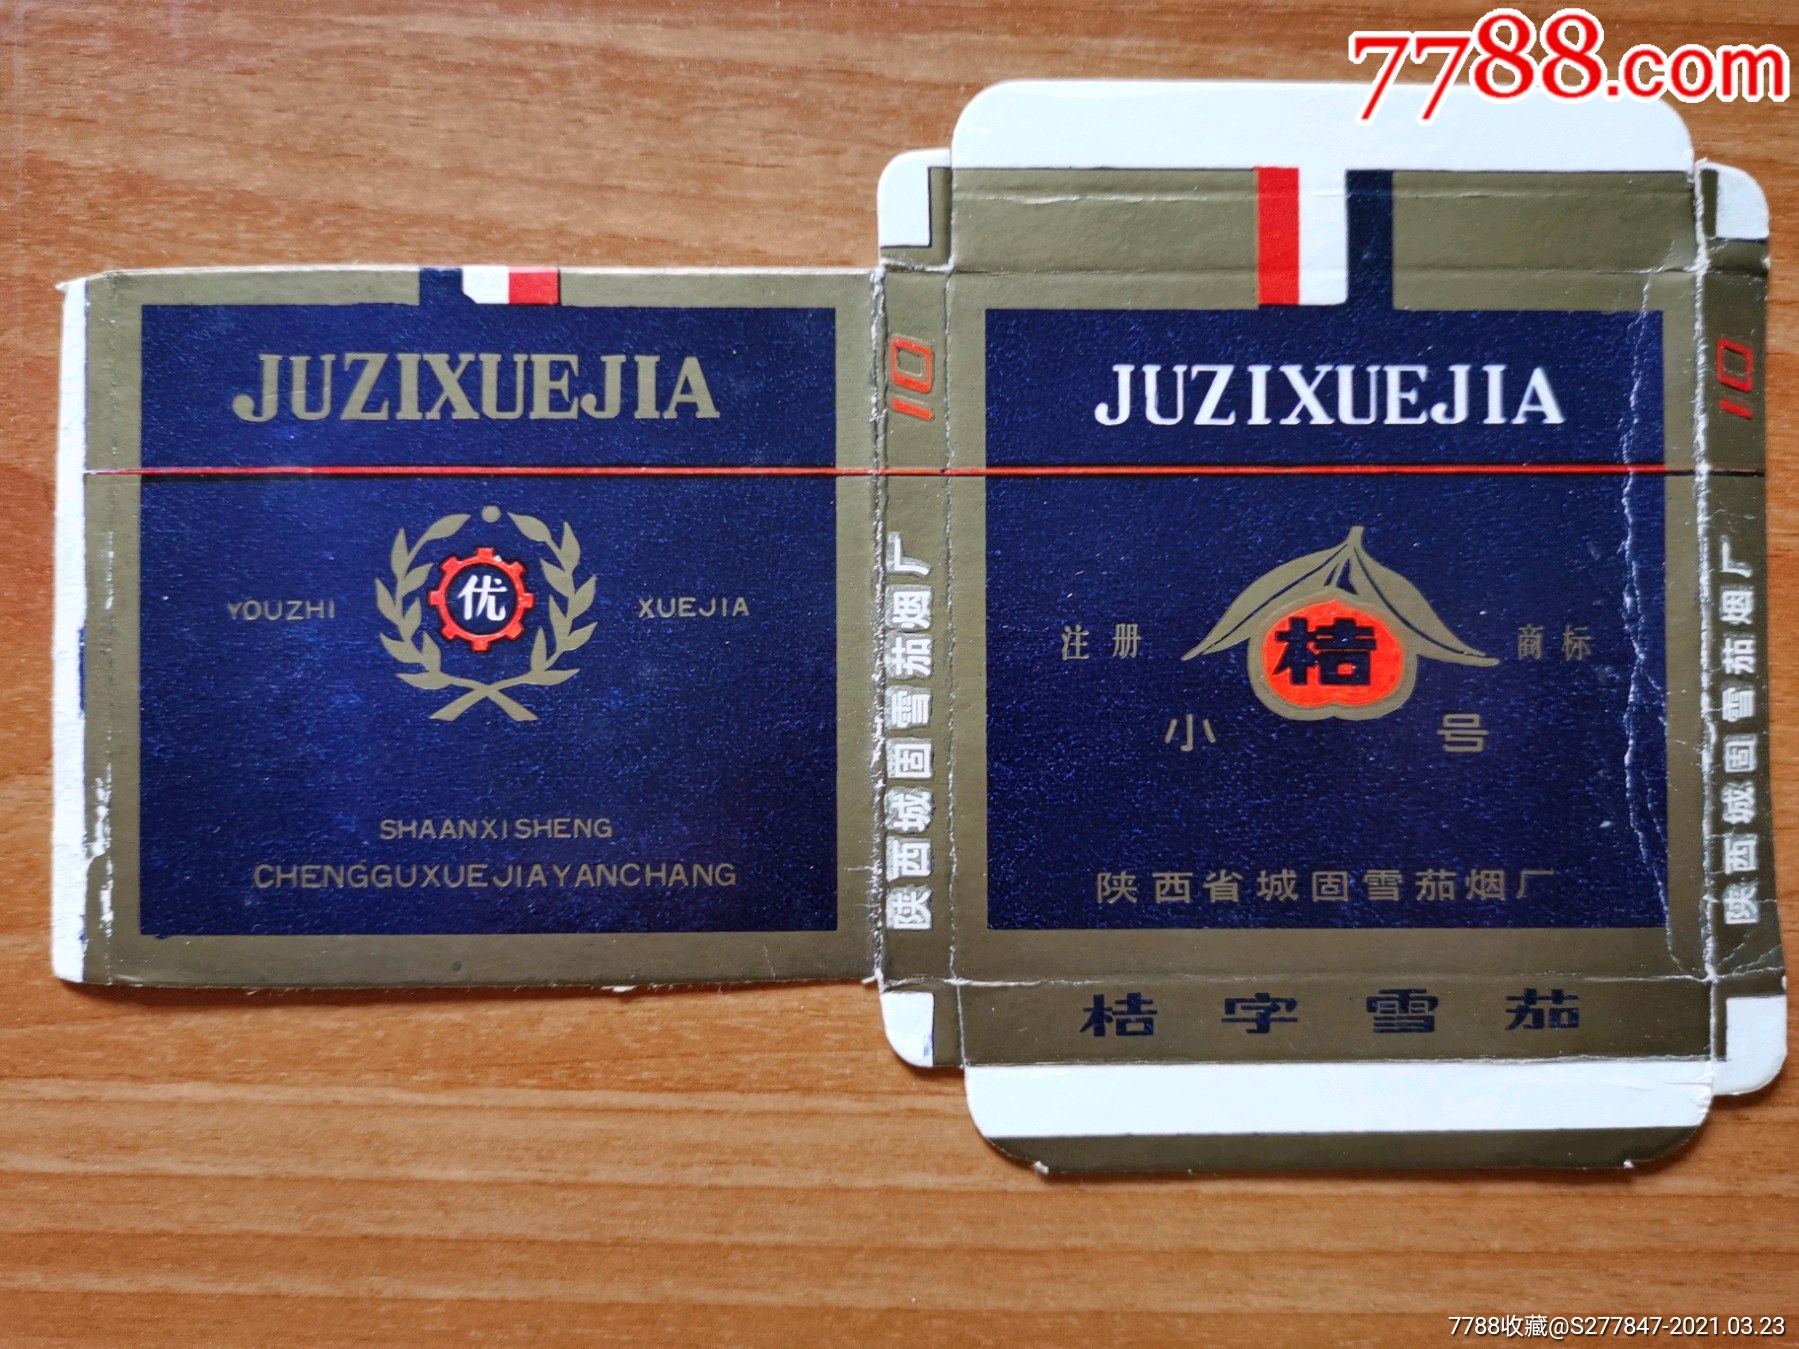 7788.com
JUZIXUEJIA
优
YOUZHI
XUEJIA
SHAANXISHENG
CHENGGUXUEJIAYANCHANG
10
陕西城固雪茄烟厂
JUZIXUEJIA
桔
注册
商标
小号
陕西省城固雪茄烟厂
桔字雪茄
10
陕西城固雪茄烟厂
7788收藏@S277847-2021.03.23